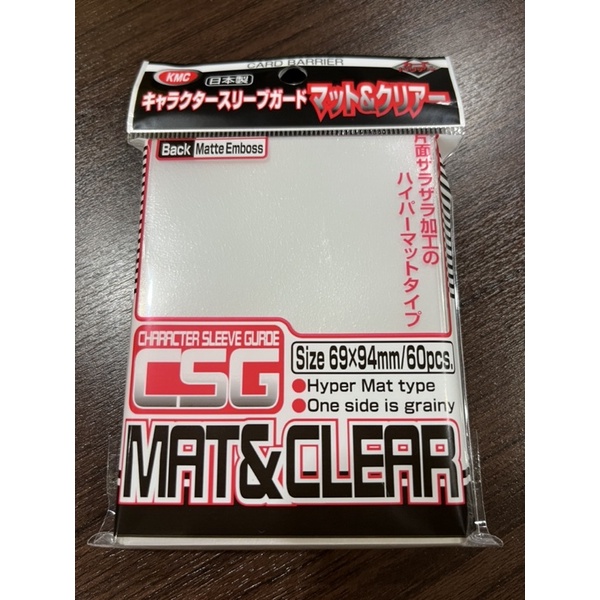 CARD BARRIER
KMC
日本製
キャラクタースリーブガード マット&クリアー
Back Matte Emboss
片面ザラザラ加工の
ハイパーマットタイプ
CHARACTER SLEEVE GURDE
CSG
Size 69×94mm/60pcs.
●Hyper Mat type
●One side is grainy
MAT&CLEAR